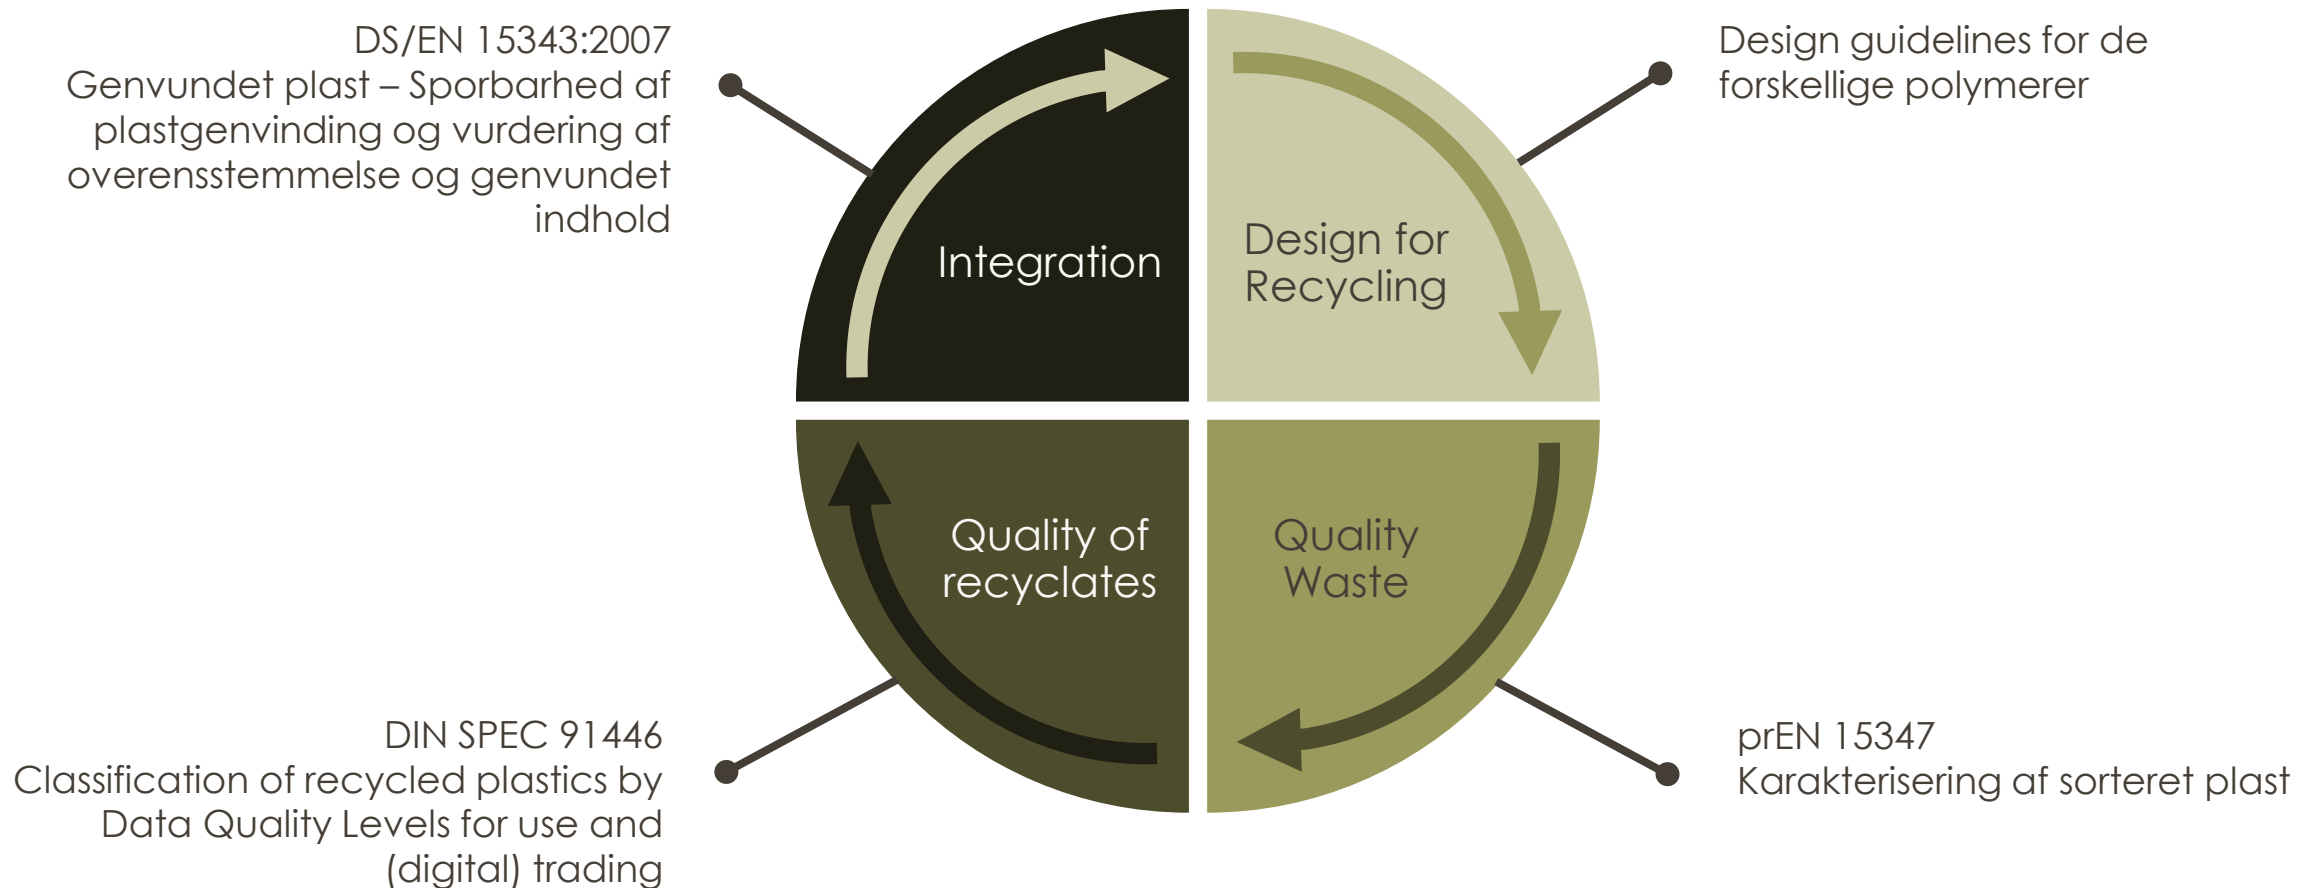 DS/EN 15343:2007
Genvundet plast – Sporbarhed af
plastgenvinding og vurdering af
overensstemmelse og genvundet
indhold
Design guidelines for de
forskellige polymerer
Integration
Design for
Recycling
Quality of
recyclates
Quality
Waste
DIN SPEC 91446
Classification of recycled plastics by
Data Quality Levels for use and
(digital) trading
prEN 15347
Karakterisering af sorteret plast